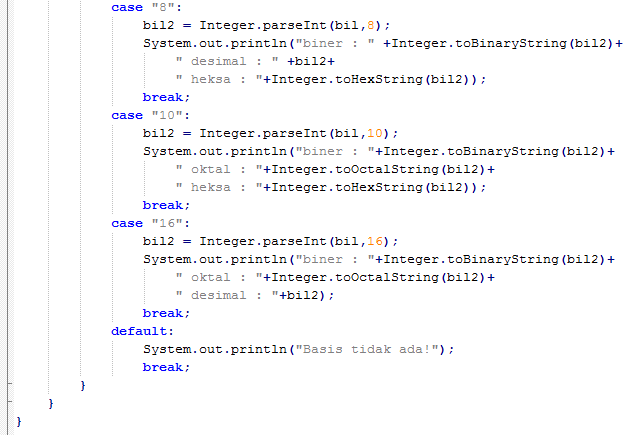 case "8":
bil2 = Integer.parseInt(bil,8);
System.out.println("biner : " +Integer.toBinaryString(bil2)+
" desimal : " +bil2+
" heksa : "+Integer.toHexString(bil2));
break;
case "10":
bil2 = Integer.parseInt(bil,10);
System.out.println("biner : "+Integer.toBinaryString(bil2)+
" oktal : "+Integer.toOctalString(bil2)+
" heksa : "+Integer.toHexString(bil2));
break;
case "16":
bil2 = Integer.parseInt(bil,16);
System.out.println("biner : "+Integer.toBinaryString(bil2)+
" oktal : "+Integer.toOctalString(bil2)+
" desimal : "+bil2);
break;
default:
System.out.println("Basis tidak ada!");
break;
}
}
}